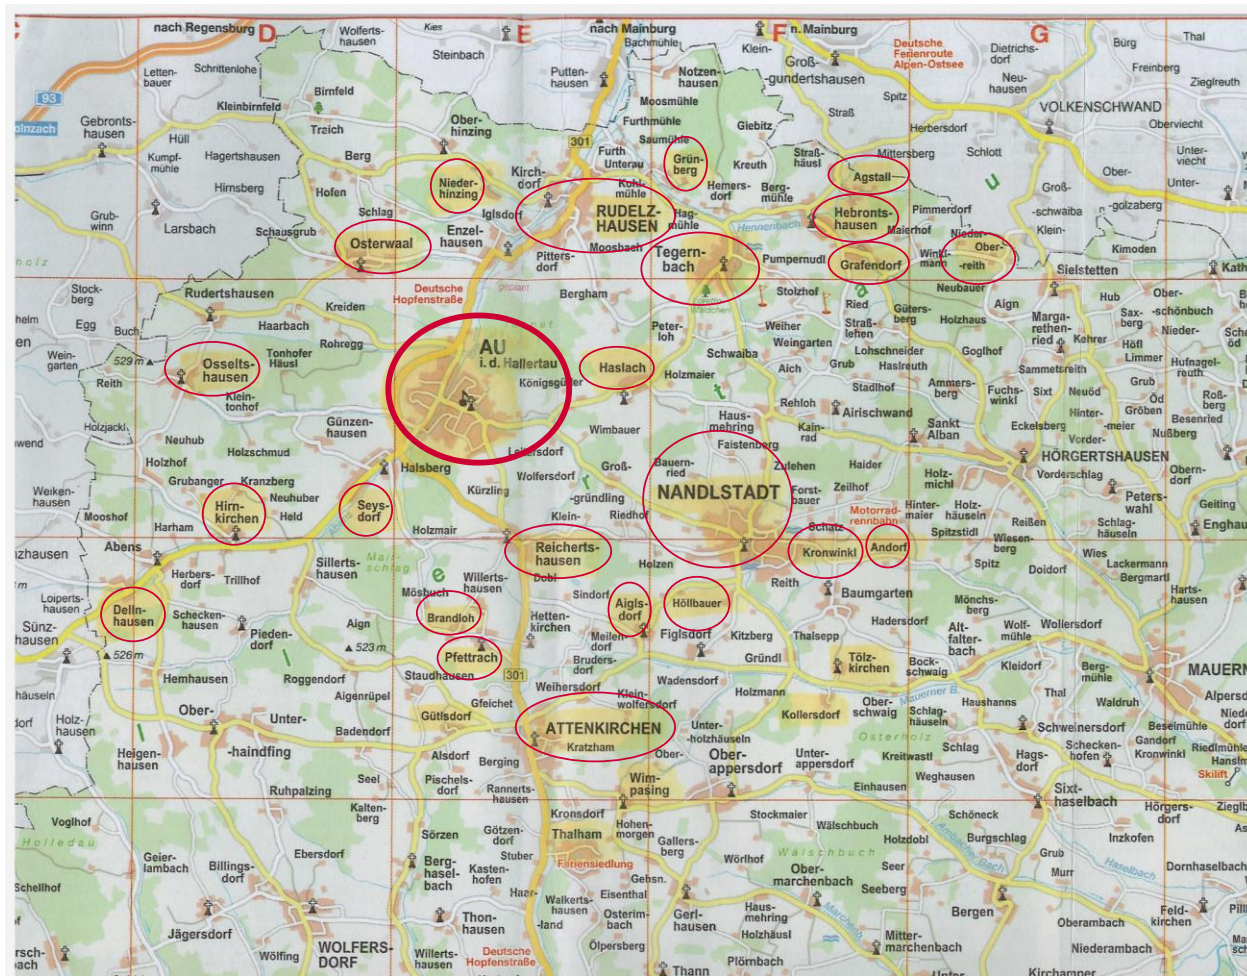 C
D
E
F
G
nach Regensburg
nach Mainburg
n. Mainburg
Bachmühle
Wolferts-
hausen
Kies
Steinbach
Klein-
Groß-
-gundertshausen
Deutsche
Ferienroute
Alpen-Ostsee
Dietrichs-
dorf
Bürg
Thal
Freinberg
Zieglreuth
Neu-
hausen
Letten-
bauer
Schrittenlohe
Putten-
hausen
Notzen-
hausen
93
olnzach
Kleinbirnfeld
Birnfeld
Treich
Ober-
hinzing
Moosmühle
Furthmühle
Saumühle
Furth
Unterau
Glebitz
Spitz
Straß
Herbersdorf
VOLKENSCHWAND
Oberviecht
Unter-
viecht
Gebronts-
hausen
Hüll
Kumpf-
mühle
Hagertshausen
Berg
301
Grün-
berg
Kreuth
Straß-
häusl
Mittersberg
Schlott
Hofen
Nieder-
hinzing
Kirch-
dorf
Kohl-
mühle
Hemers-
dorf
Berg-
mühle
Agstall
Groß-
-schwaiba
Klein-
Ober-
-golzaberg
Unter-
Hirnsberg
Larsbach
Grub-
winn
Schlag
Schausgrub
Osterwaal
Iglsdorf
Enzel-
hausen
RUDELZ-
HAUSEN
Moosbach
Hag-
mühle
Hennenbach
Hebronts-
hausen
Maierhof
Pimmerdorf
Nieder-
Ober-
-reith
Kimoden
Pitters-
dorf
Tegern-
bach
Pumpernudl
Grafendorf
Winkl-
mann
Sielstetten
Kath
Stock-
berg
Rudertshausen
Kreiden
Deutsche
Hopfenstraße
geplant
Bergham
Loretto
Wäldchen
Stolzhof
Ried
Neubauer
Aign
Hub
Ober-
-schönbuch
Nieder-
helm
Egg
Buch
Haarbach
Rohregg
Peter-
loh
Weiher
Weingarten
Straß-
lehen
Güters-
berg
Holzhaus
Marga-
rethen-
ried
Sax-
berg
Kehrer
Höfl
Limmer
Wein-
garten
529 m
Osselts-
hausen
Tonhofer
Häusl
AU
i.d. Hallertau
Haslach
Schwaiba
Lohschneider
Haslreuth
Goglhof
Sammetsreith
Hufnagel-
reuth
Reith
Klein-
tonhof
Königsgütler
Holzmaier
Aich
Grub
Stadlhof
Ammers-
berg
Fuchs-
winkl
Sixt
Neuöd
Grub
Öd
Gröben
Roß-
berg
Besenried
Holzjackl
Günzen-
hausen
Wimbauer
Haus-
mehring
Rehloh
Airischwand
Kain-
rad
Sankt
Alban
Eckelsberg
Hinter-
-meier
Vorder-
Nußberg
Neuhub
Holzschmud
Leitersdorf
Faistenberg
HÖRGERTSHAUSEN
Holzhof
Grubanger
Kranzberg
Halsberg
Wolfersdorf
Groß-
-gründling
Klein-
Bauern-
ried
Zulehen
Haider
Holz-
michl
Vorderschlag
Obern-
dorf
Weiken-
hausen
Mooshof
Hirn-
kirchen
Neuhuber
Held
Seys-
dorf
Kürzling
NANDLSTADT
Forst-
bauer
Zeilhof
Hinter-
maier
Holz-
häuseln
Peters-
wahl
Geiting
Harham
Holzmair
Riedhof
Motorrad-
rennbahn
Schatz
Spitzstidl
Reißen
Schlag-
häuseln
Enghau
Abens
Reicherts-
hausen
Kronwinkl
Andorf
Wiesen-
berg
Wies
nzhausen
Herbers-
dorf
Trillhof
Sillerts-
hausen
Willerts-
hausen
Dobl
Holzen
Reith
Spitz
Lackermann
Bergmartl
Loiperts-
hausen
Delln-
hausen
Schecken-
hausen
Mösbuch
Brandloh
Sindorf
Aigls-
dorf
Höllbauer
Baumgarten
Mönchs-
berg
Harts-
hausen
Sünz-
hausen
Pieden-
dorf
Aign
Hetten-
kirchen
Figlsdorf
Kitzberg
Thalsepp
Hadersdorf
Alt-
falter-
bach
Wolf-
mühle
Wollersdorf
526 m
523 m
Pfettrach
Meilen-
dorf
Bruders-
dorf
Gründl
Tölz-
kirchen
Bock-
schwaig
Kleidorf
Berg-
mühle
MAUERN
Hemhausen
Roggendorf
Staudhausen
301
Weihersdorf
Wadensdorf
Mauerner B.
Aigenrüpel
Gfeichet
Klein-
wolfersdorf
Holzmann
Ober-
schwaig
Haushanns
Thal
Waldruh
Holz-
hausen
Ober-
-haindfing
Unter-
Badendorf
Gütlsdorf
ATTENKIRCHEN
Kratzham
Unter-
-holzhäuseln
Ober-
Kollersdorf
Schlag-
häuseln
Schweinersdorf
Beselmühle
Heigen-
hausen
Alsdorf
Osterholz
Schlag
Hags-
dorf
Schecken-
hofen
Gandorf
Kronwinkl
Riedlmühle
Skilift
Berging
Ober-
appersdorf
Unter-
appersdorf
Kreitwastl
Seel
Pischels-
dorf
Wim-
pasing
Weghausen
Ruhpalzing
Rannerts-
hausen
Einhausen
Sixt-
haselbach
Kalten-
berg
Kronsdorf
Stockmaier
Schöneck
Hörgers-
dorf
Voglhof
Holledau
Sörzen
Götzen-
dorf
Thalham
Hohen-
morgen
Wälschbuch
Holzdobl
Burgschlag
Inzkofen
Geier-
lambach
Billings-
dorf
Ebersdorf
Stuber
Gallers-
berg
Wälschbuch
Ambacher Bach
Grub
Haselbach
Berg-
hasel-
bach
Kasten-
hofen
Feriensiedlung
Wörlhof
Ober-
marchenbach
Seer
Seeberg
Murr
Dornhaselbach
Schellhof
Haar-
-land
Gehsn.
Eisenthal
Walkerts-
hausen
Thon-
hausen
Osterim-
bach
Gerl-
hausen
Haus-
mehring
Holzhäusl
Bergen
Oberambach
Feld-
kirchen
Jägersdorf
WOLFERS-
DORF
Wölfing
Willerts-
hausen
Deutsche
Hopfenstraße
Ölpersberg
Thann
Plörnbach
Mitter-
marchenbach
Niederambach
Kirchamper